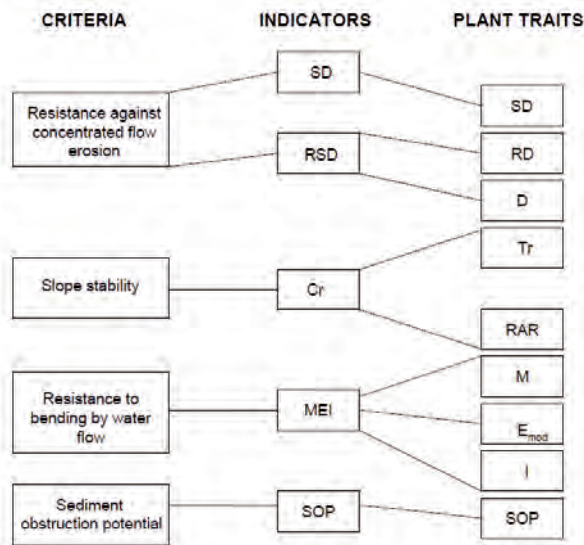 CRITERIA INDICATORS PLANT TRAITS
Resistance against
concentrated flow
erosion
SD
RSD
SD
RD
D
Slope stability
Cr
Tr
RAR
Resistance to
bending by water
flow
MEI
M
Emod
I
Sediment
obstruction potential
SOP
SOP